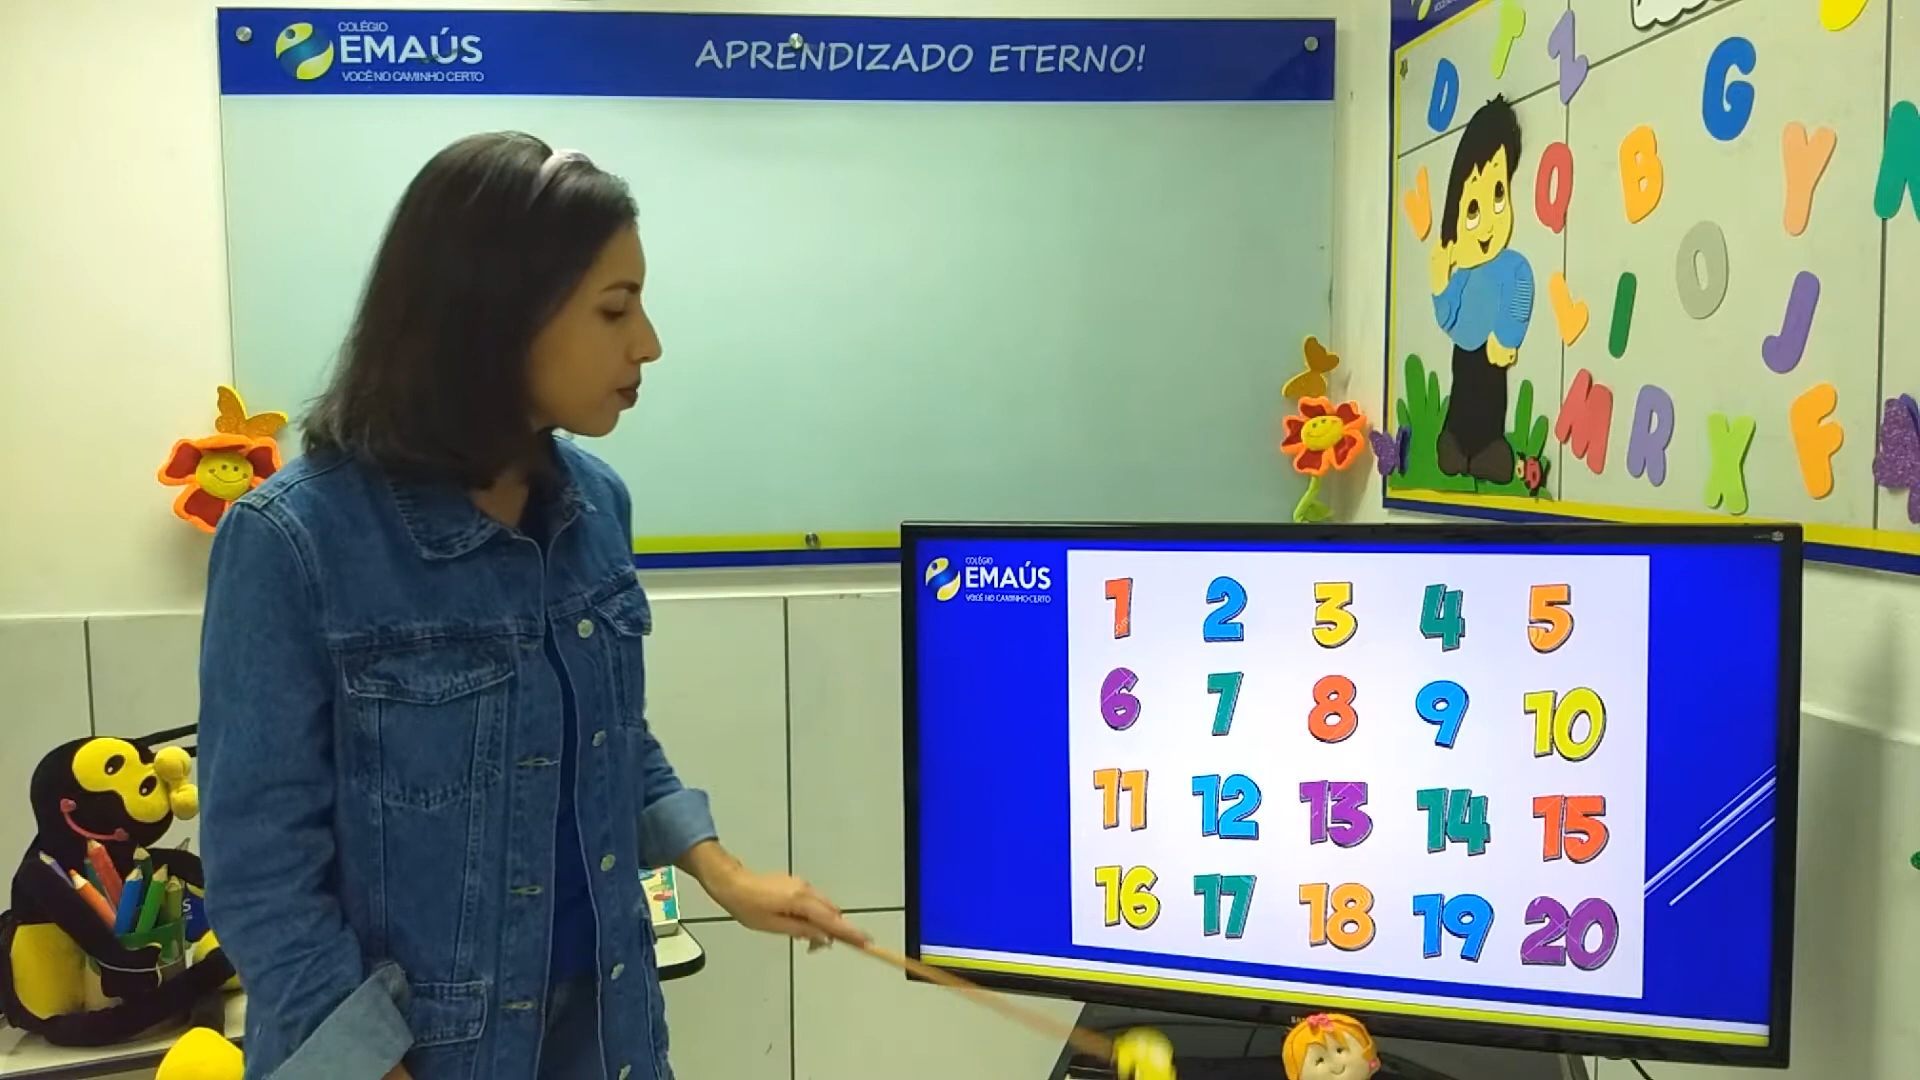 COLÉGIO
EMAÚS
VOCÊ NO CAMINHO CERTO
APRENDIZADO ETERNO!
D T Z G
V Q B Y
L I O J
M R X F
COLÉGIO
EMAÚS
VOCÊ NO CAMINHO CERTO
1 2 3 4 5
6 7 8 9 10
11 12 13 14 15
16 17 18 19 20